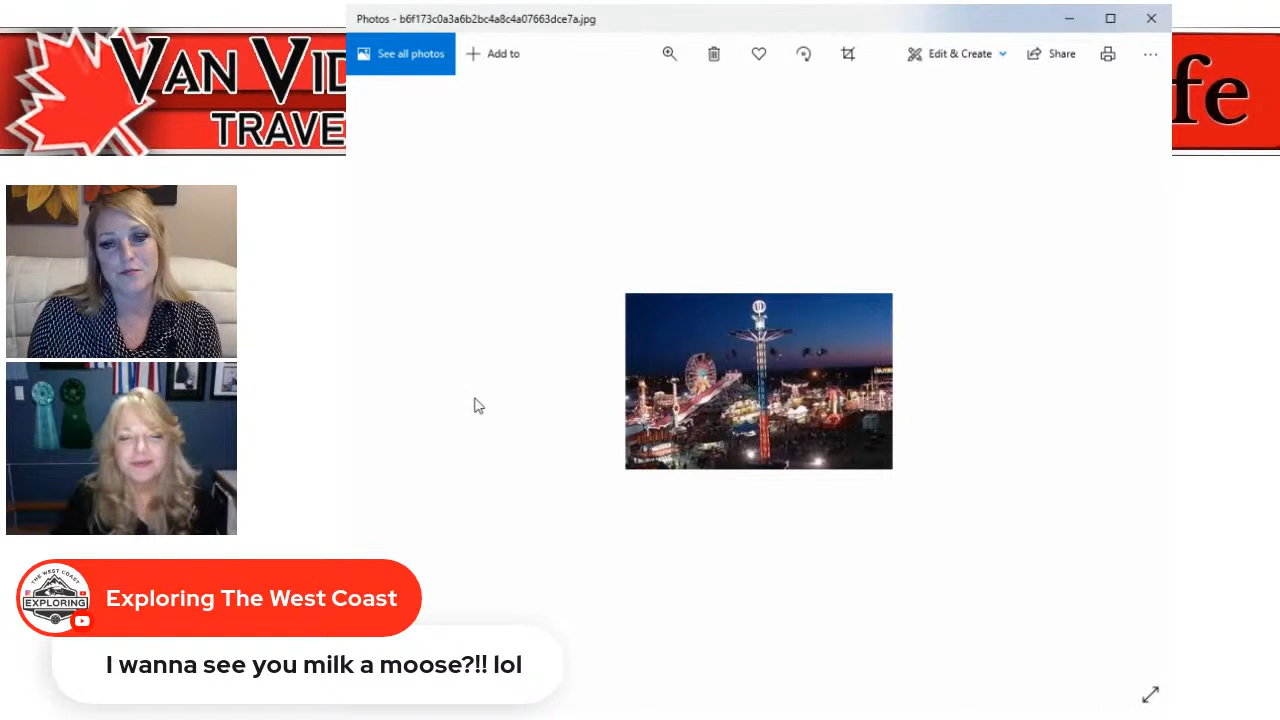 Photos - b6f173c0a3a6b2bc4a8c4a07663dce7a.jpg
See all photos
Add to
Edit & Create
Share
VAN VID
TRAVE
fe
THE WEST COAST
EXPLORING
Exploring The West Coast
I wanna see you milk a moose?!! lol